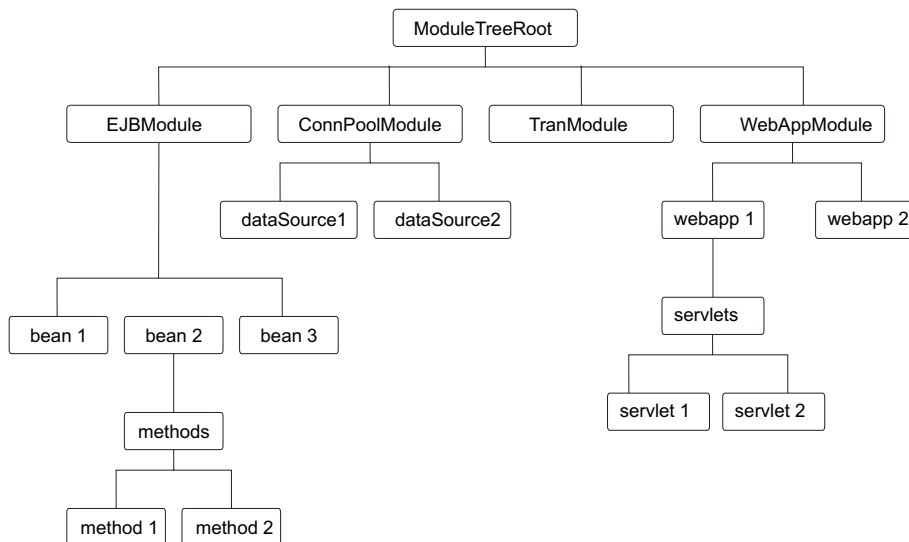 ModuleTreeRoot
EJBModule
ConnPoolModule
TranModule
WebAppModule
dataSource1
dataSource2
webapp 1
webapp 2
bean 1
bean 2
bean 3
servlets
servlet 1
servlet 2
methods
method 1
method 2